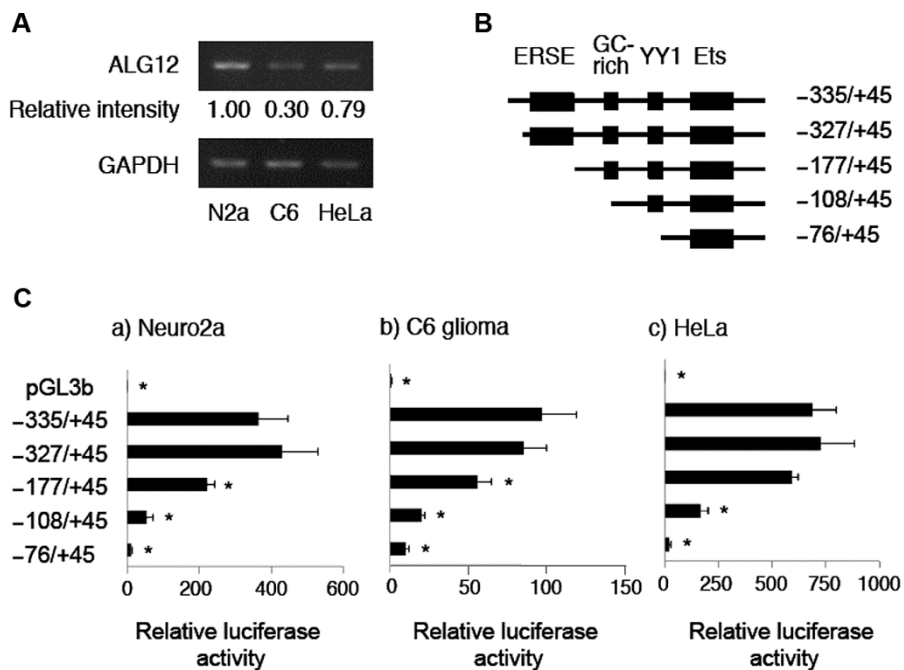 A
ALG12
Relative intensity 1.00 0.30 0.79
GAPDH
N2a C6 HeLa
B
ERSE GC-rich YY1 Ets
−335/+45
−327/+45
−177/+45
−108/+45
−76/+45
C
a) Neuro2a
pGL3b *
−335/+45
−327/+45
−177/+45 *
−108/+45 *
−76/+45 *
0 200 400 600
Relative luciferase
activity
b) C6 glioma
*
*
*
*
0 50 100 150
Relative luciferase
activity
c) HeLa
*
*
*
0 250 500 750 1000
Relative luciferase
activity